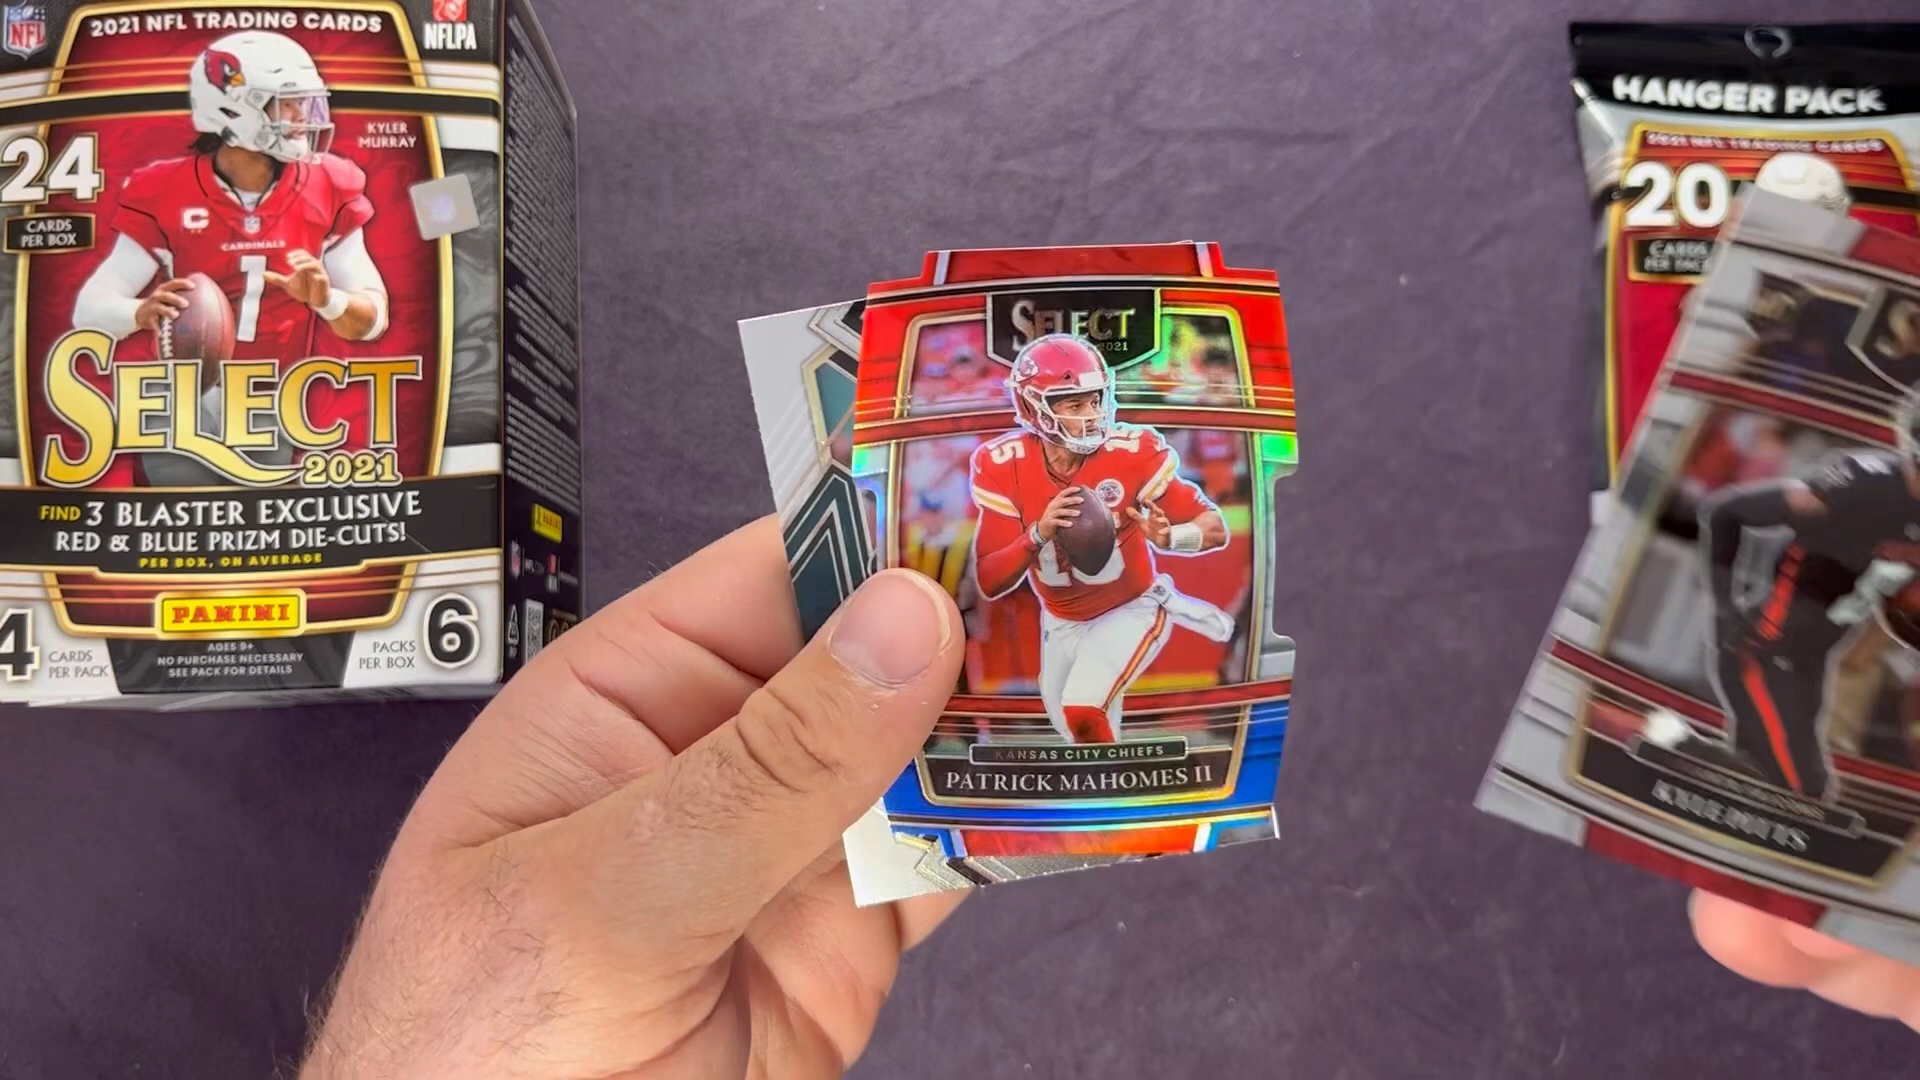 NFL
2021 NFL TRADING CARDS
NFLPA
KYLER
MURRAY
24
CARDS
PER BOX
C
CARDINALS
1
SELECT
2021
FIND 3 BLASTER EXCLUSIVE
RED & BLUE PRIZM DIE-CUTS!
PER BOX, ON AVERAGE
PANINI
4 CARDS
PER PACK
AGES 9+
NO PURCHASE NECESSARY
SEE PACK FOR DETAILS
PACKS
PER BOX 6
PANINI
SELECT
2021
15
15
15
KANSAS CITY CHIEFS
PATRICK MAHOMES II
HANGER PACK
2021 NFL TRADING CARDS
20
CARDS
PER PACK